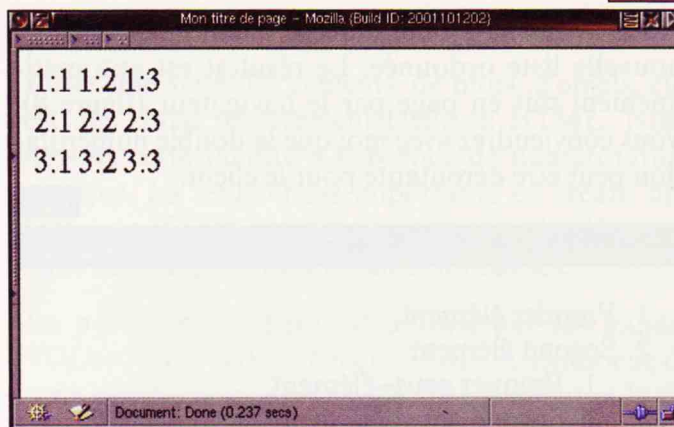 Mon titre de page – Mozilla {Build ID: 2001101202}
1:1 1:2 1:3
2:1 2:2 2:3
3:1 3:2 3:3
Document: Done (0.237 secs)